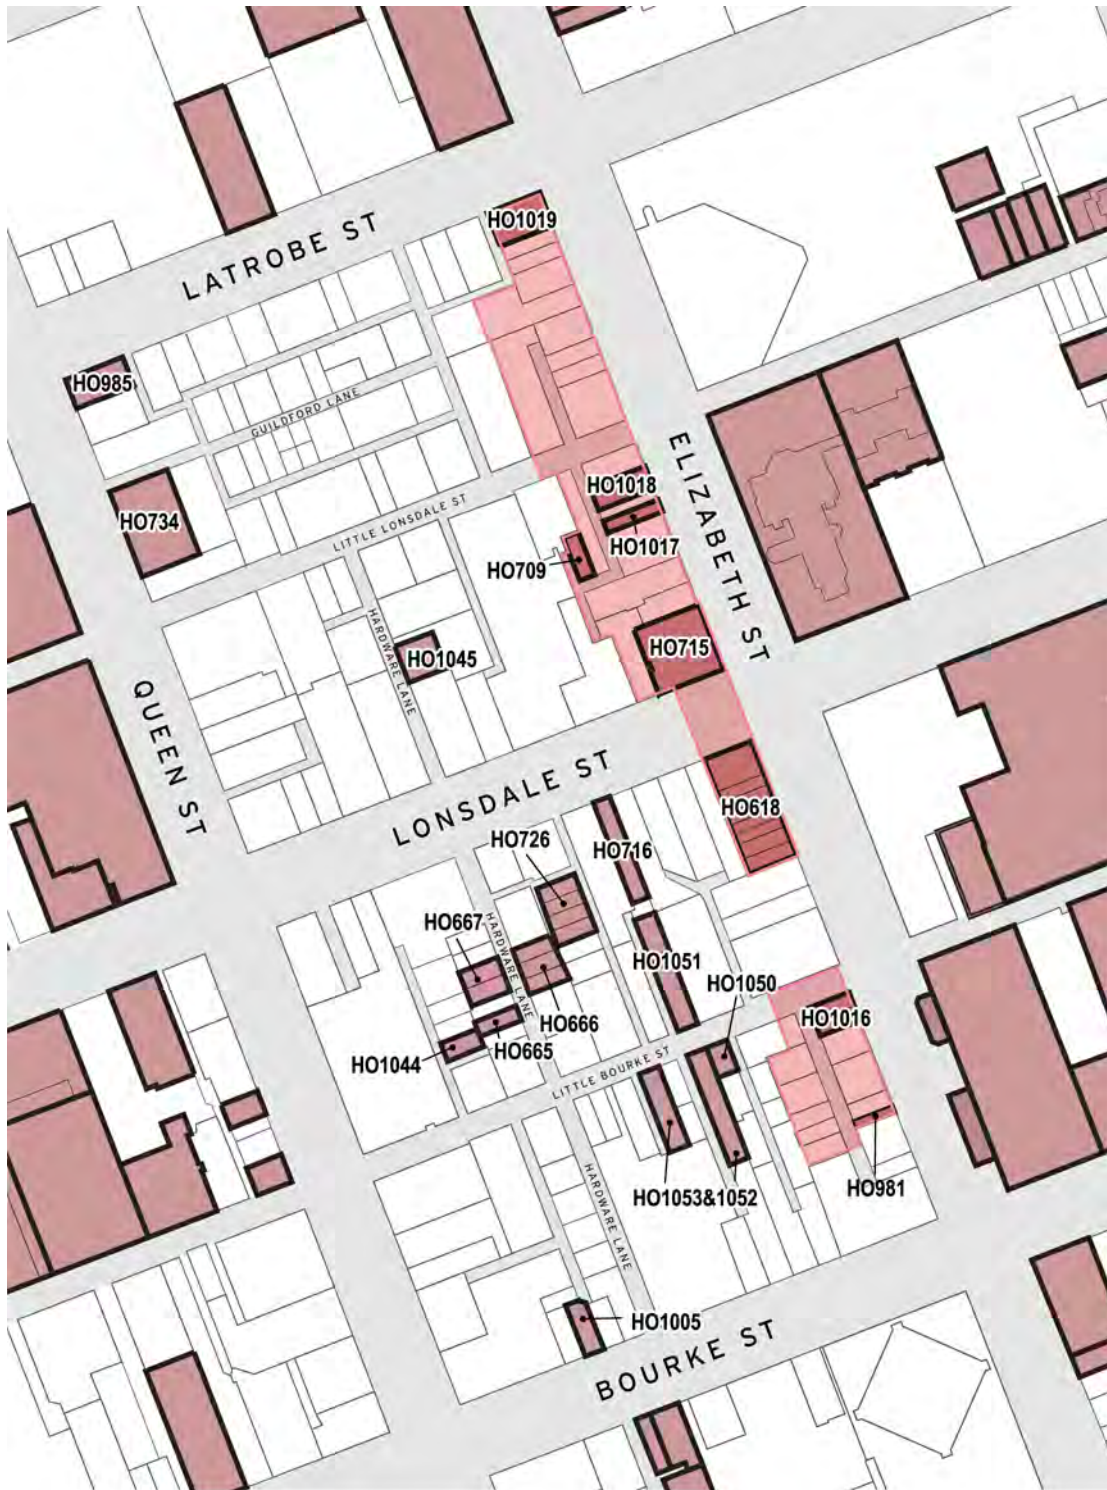 HO1019
LATROBE ST
HO985
GUILDFORD LANE
ELIZABETH ST
HO1018
HO734
LITTLE LONSDALE ST
HO1017
HO709
HARDWARE LANE
HO715
HO1045
QUEEN ST
LONSDALE ST
HO618
HO726
HO716
HO667
HARDWARE LANE
HO1051
HO1050
HO1016
HO666
HO665
HO1044
LITTLE BOURKE ST
HARDWARE LANE
HO1053&1052
HO981
HO1005
BOURKE ST